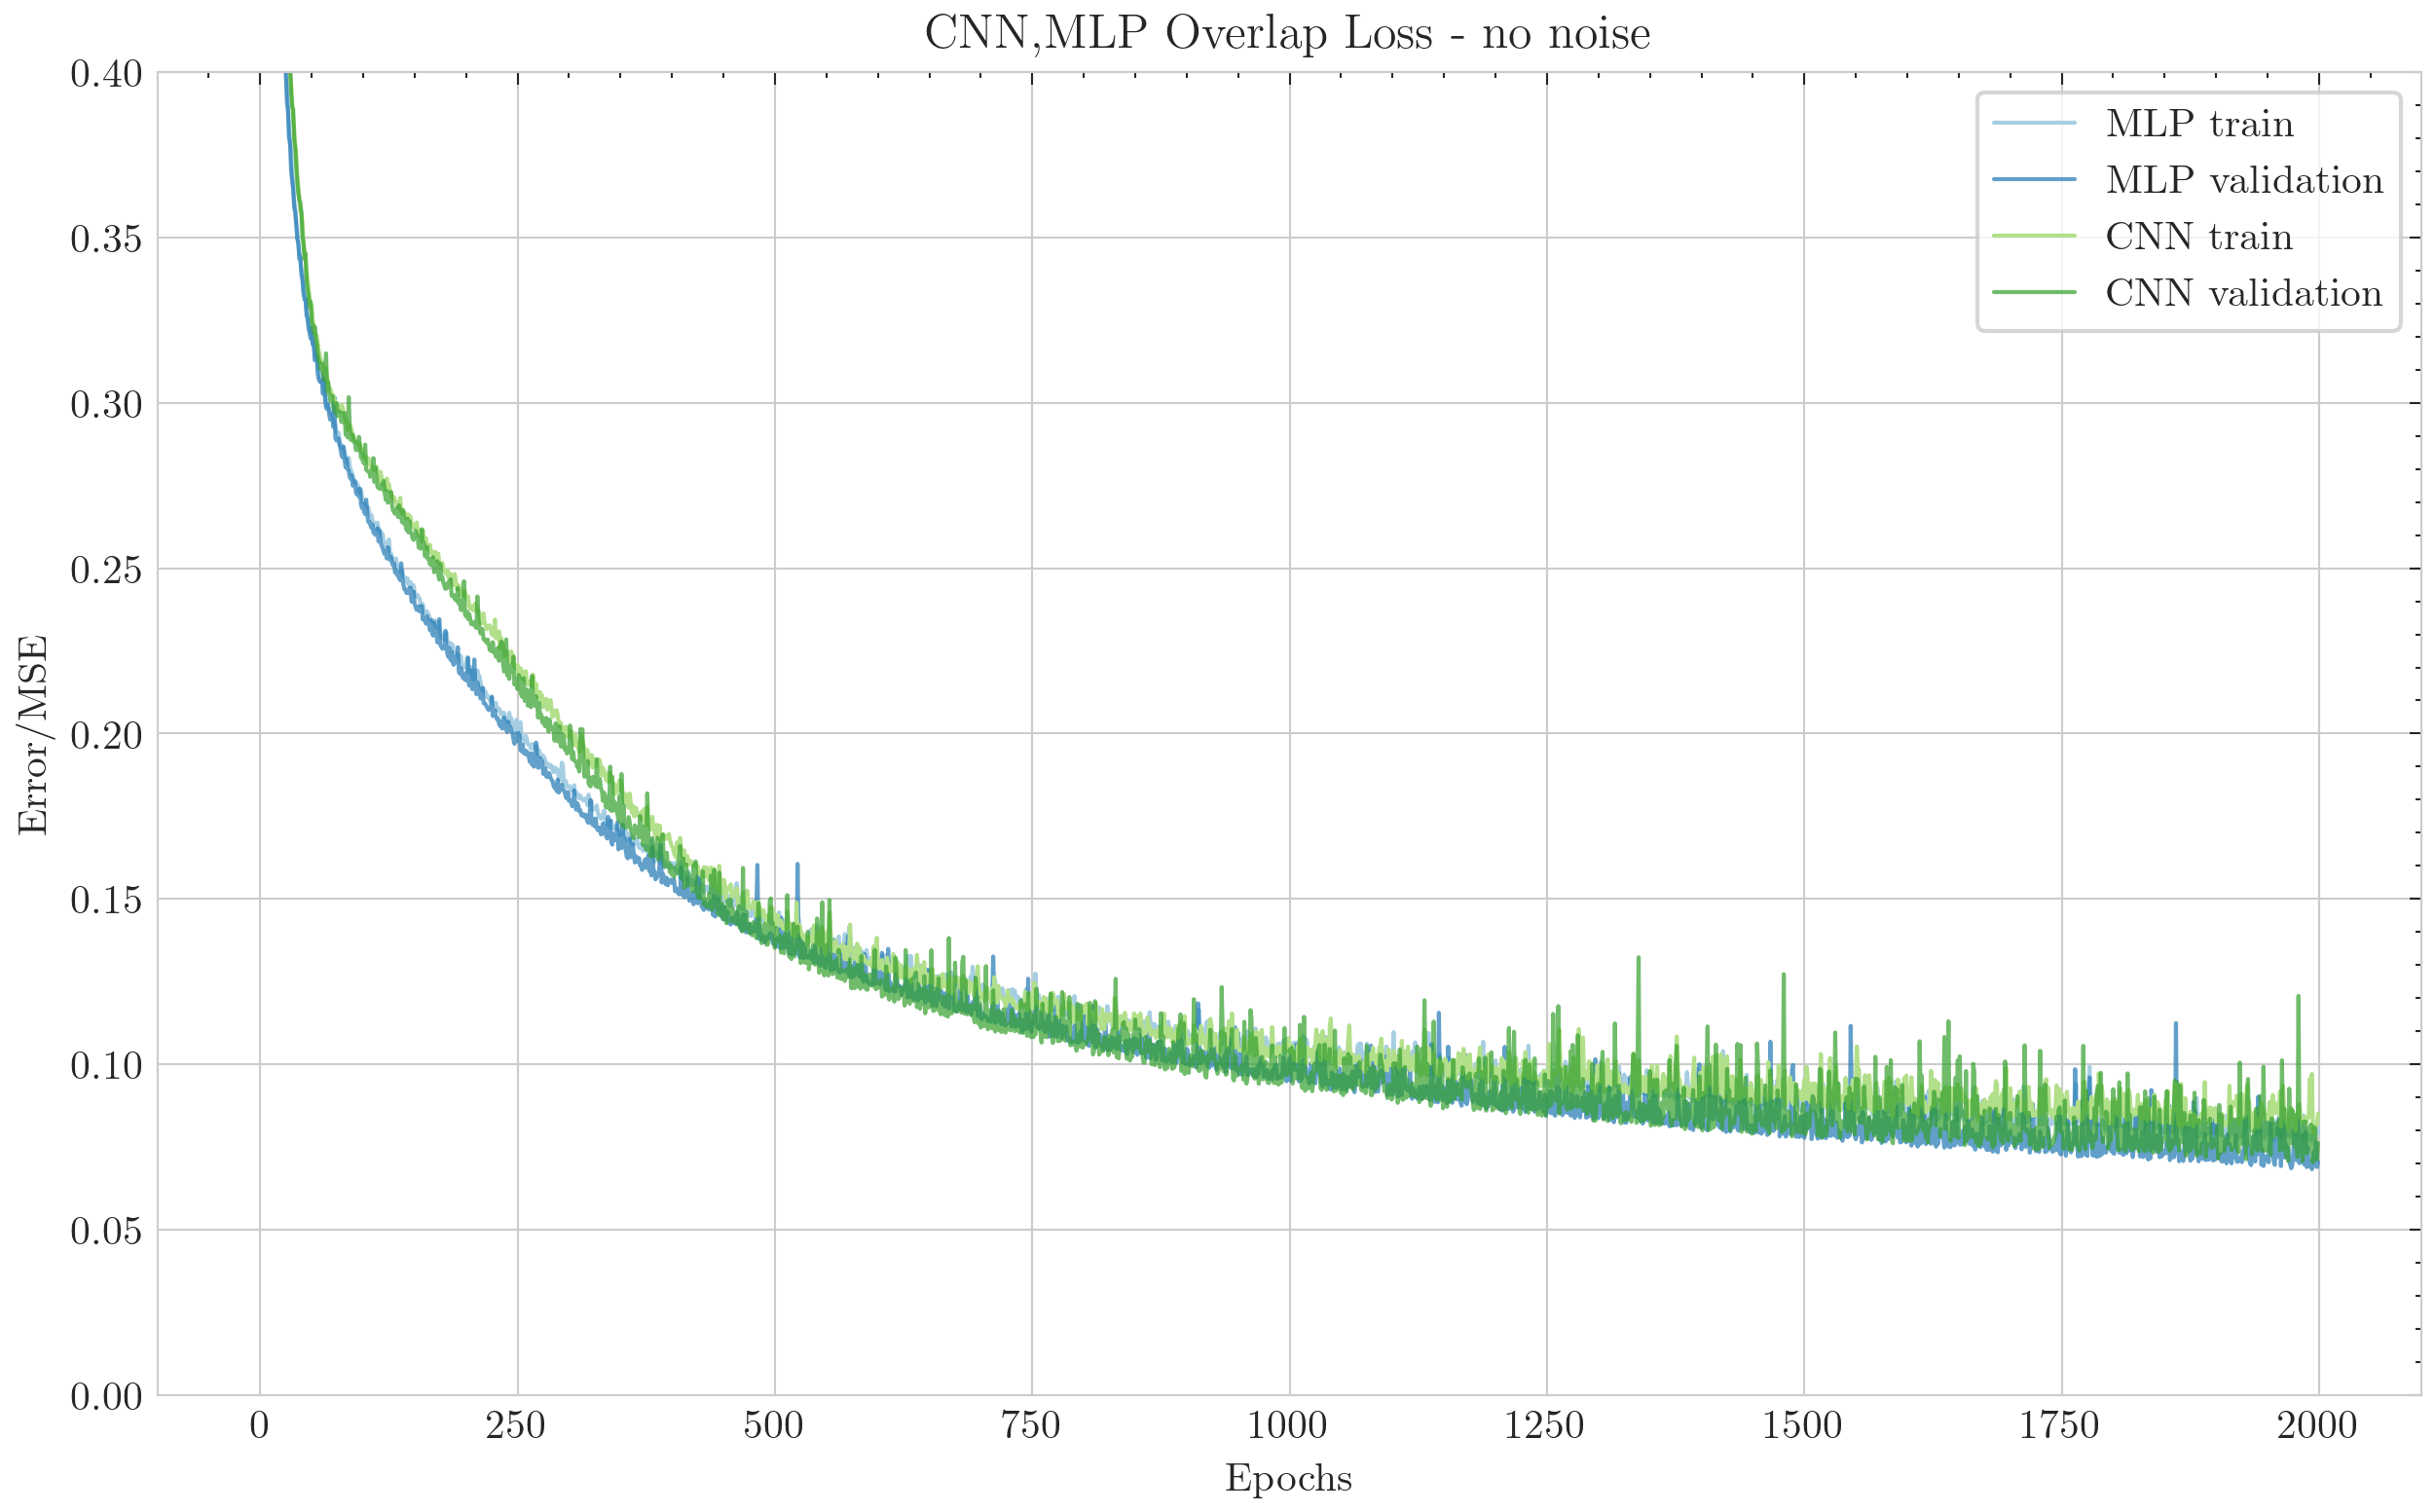 CNN,MLP Overlap Loss - no noise
0.40
0.35
0.30
0.25
0.20
0.15
0.10
0.05
0.00
Error/MSE
MLP train
MLP validation
CNN train
CNN validation
0 250 500 750 1000 1250 1500 1750 2000
Epochs